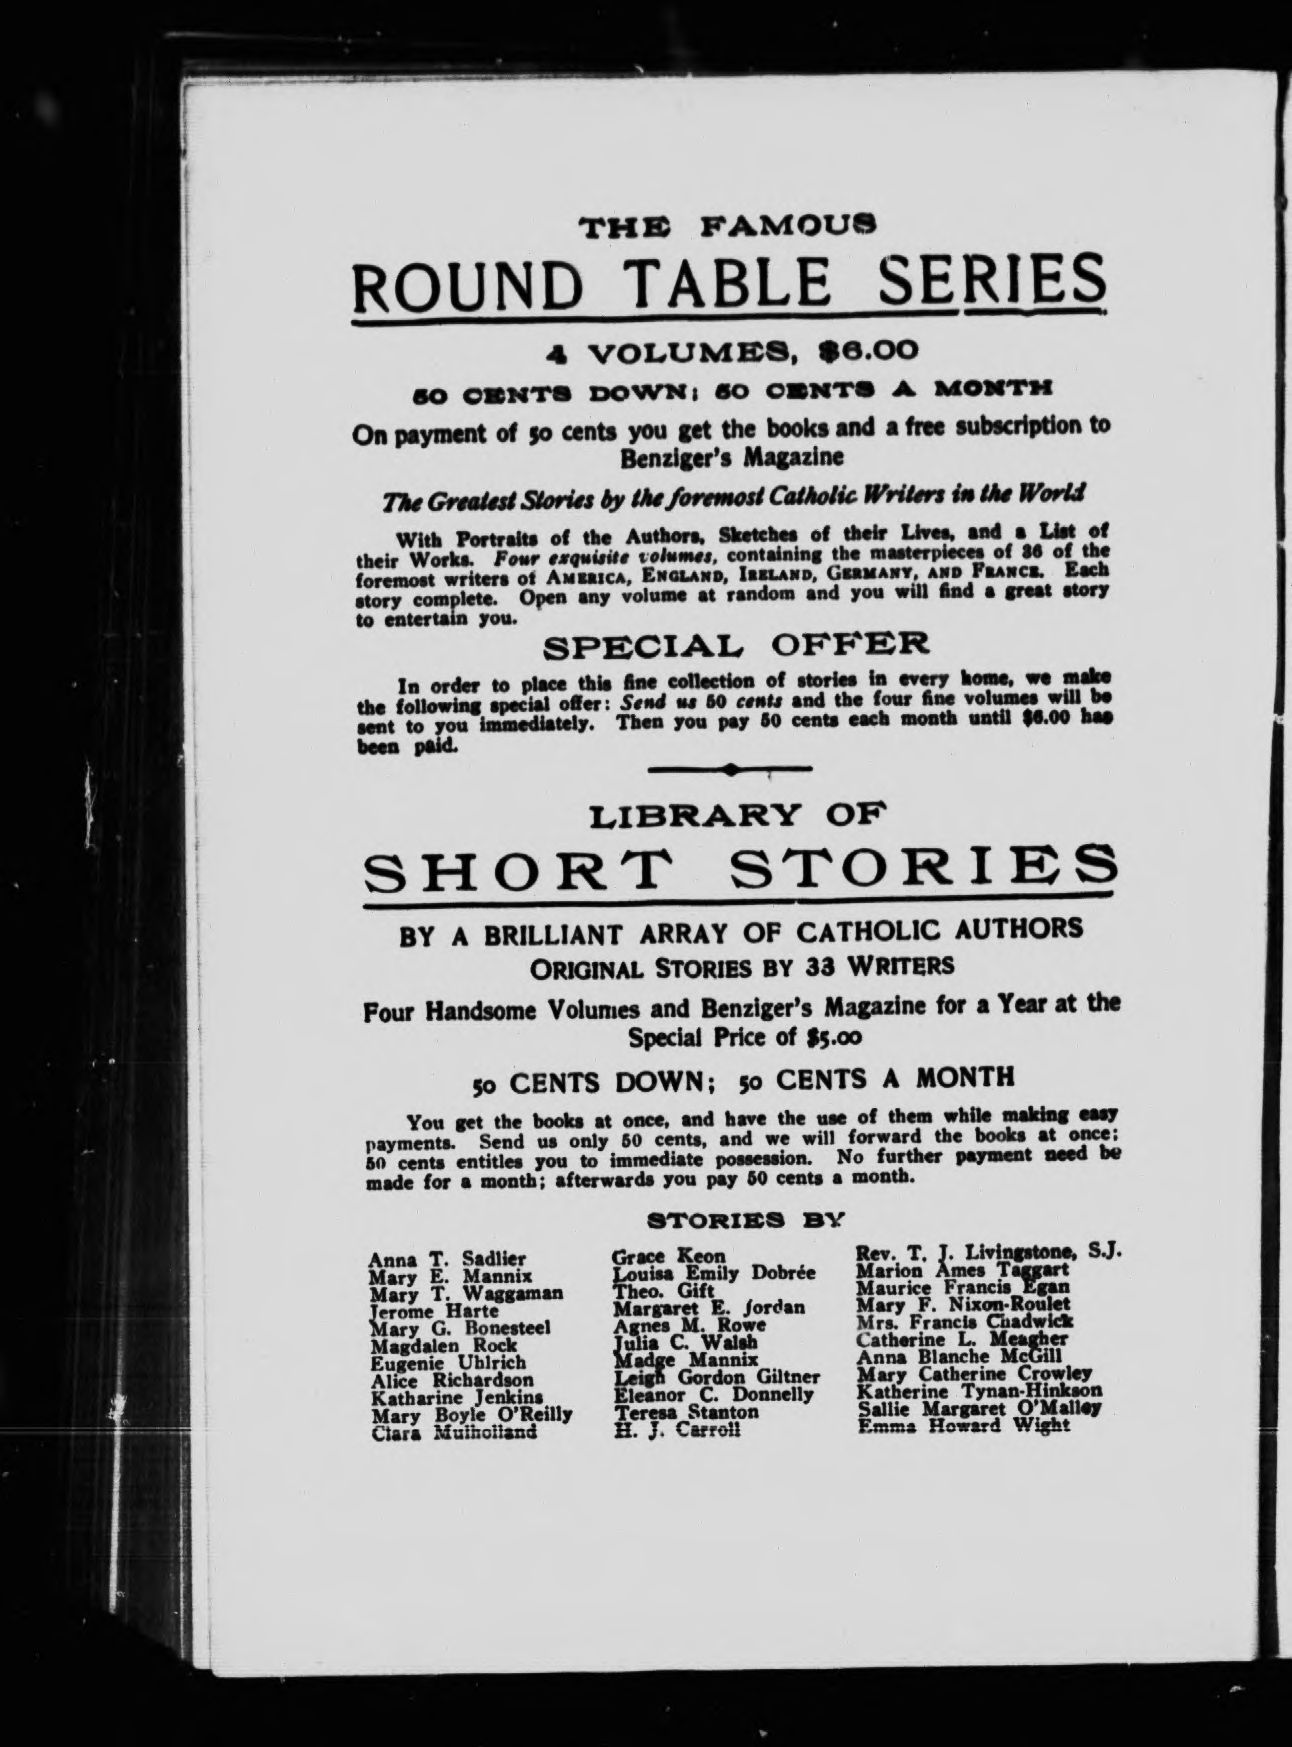 THE FAMOUS
ROUND TABLE SERIES
4 VOLUMES, $6.00
50 CENTS DOWN; 50 CENTS A MONTH
On payment of 50 cents you get the books and a free subscription to
Benziger's Magazine
The Greatest Stories by the foremost Catholic Writers in the World
With Portraits of the Authors, Sketches of their Lives, and a List of
their Works. Four exquisite volumes, containing the masterpieces of 36 of the
foremost writers of AMERICA, ENGLAND, IRELAND, GERMANY, AND FRANCE. Each
story complete. Open any volume at random and you will find a great story
to entertain you.
SPECIAL OFFER
In order to place this fine collection of stories in every home, we make
the following special offer: Send us 50 cents and the four fine volumes will be
sent to you immediately. Then you pay 50 cents each month until $6.00 has
been paid.
LIBRARY OF
SHORT STORIES
BY A BRILLIANT ARRAY OF CATHOLIC AUTHORS
ORIGINAL STORIES BY 33 WRITERS
Four Handsome Volumes and Benziger's Magazine for a Year at the
Special Price of $5.00
50 CENTS DOWN; 50 CENTS A MONTH
You get the books at once, and have the use of them while making easy
payments. Send us only 50 cents, and we will forward the books at once;
50 cents entitles you to immediate possession. No further payment need be
made for a month; afterwards you pay 50 cents a month.
STORIES BY
Anna T. Sadlier
Mary E. Mannix
Mary T. Waggaman
Jerome Harte
Mary G. Bonesteel
Magdalen Rock
Eugenie Uhlrich
Alice Richardson
Katharine Jenkins
Mary Boyle O'Reilly
Clara Mulholland
Grace Keon
Louisa Emily Dobrée
Theo. Gift
Margaret E. Jordan
Agnes M. Rowe
Julia C. Walsh
Madge Mannix
Leigh Gordon Giltner
Eleanor C. Donnelly
Teresa Stanton
H. J. Carroll
Rev. T. J. Livingstone, S.J.
Marion Ames Taggart
Maurice Francis Egan
Mary F. Nixon-Roulet
Mrs. Francis Chadwick
Catherine L. Meagher
Anna Blanche McGill
Mary Catherine Crowley
Katherine Tynan-Hinkson
Sallie Margaret O'Malley
Emma Howard Wight